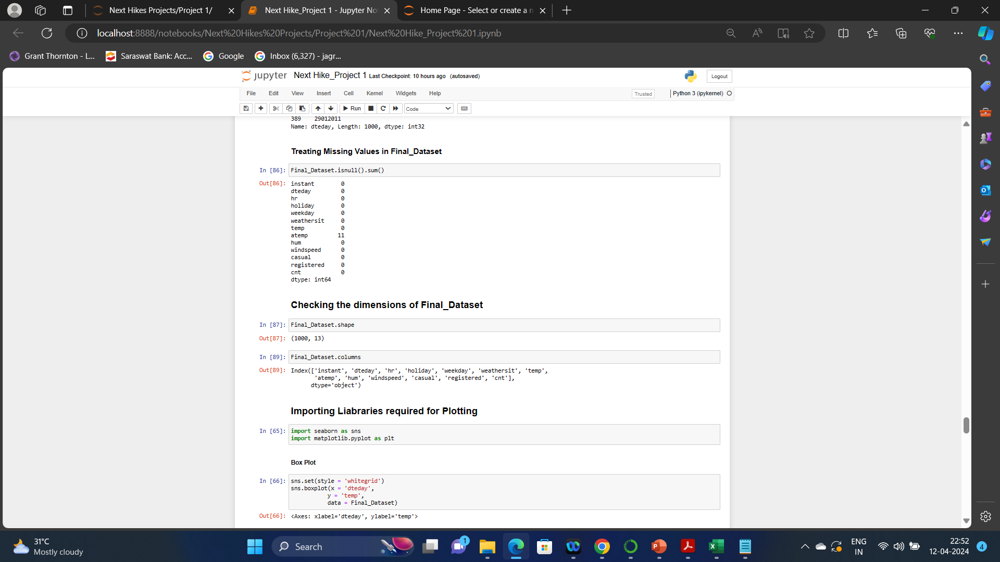 Next Hikes Projects/Project 1/
Next Hike_Project 1 - Jupyter No
Home Page - Select or create a n
localhost:8888/notebooks/Next%20Hikes%20Projects/Project%201/Next%20Hike_Project%201.ipynb
Grant Thornton - L...
Saraswat Bank: Acc...
Google
Inbox (6,327) - jagr...
jupyter Next Hike_Project 1 Last Checkpoint: 10 hours ago (autosaved)
Logout
File Edit View Insert Cell Kernel Widgets Help
Trusted
Python 3 (ipykernel)
Run
Code
389 29012011
Name: dteday, Length: 1000, dtype: int32
Treating Missing Values in Final_Dataset
In [86]: Final_Dataset.isnull().sum()
Out[86]: instant 0
dteday 0
hr 0
holiday 0
weekday 0
weathersit 0
temp 0
atemp 11
hum 0
windspeed 0
casual 0
registered 0
cnt 0
dtype: int64
Checking the dimensions of Final_Dataset
In [87]: Final_Dataset.shape
Out[87]: (1000, 13)
In [89]: Final_Dataset.columns
Out[89]: Index(['instant', 'dteday', 'hr', 'holiday', 'weekday', 'weathersit', 'temp',
'atemp', 'hum', 'windspeed', 'casual', 'registered', 'cnt'],
dtype='object')
Importing Liabraries required for Plotting
In [65]: import seaborn as sns
import matplotlib.pyplot as plt
Box Plot
In [66]: sns.set(style = 'whitegrid')
sns.boxplot(x = 'dteday',
y = 'temp',
data = Final_Dataset)
Out[66]: <Axes: xlabel='dteday', ylabel='temp'>
31°C
Mostly cloudy
Search
1
ENG
IN
22:52
12-04-2024
4